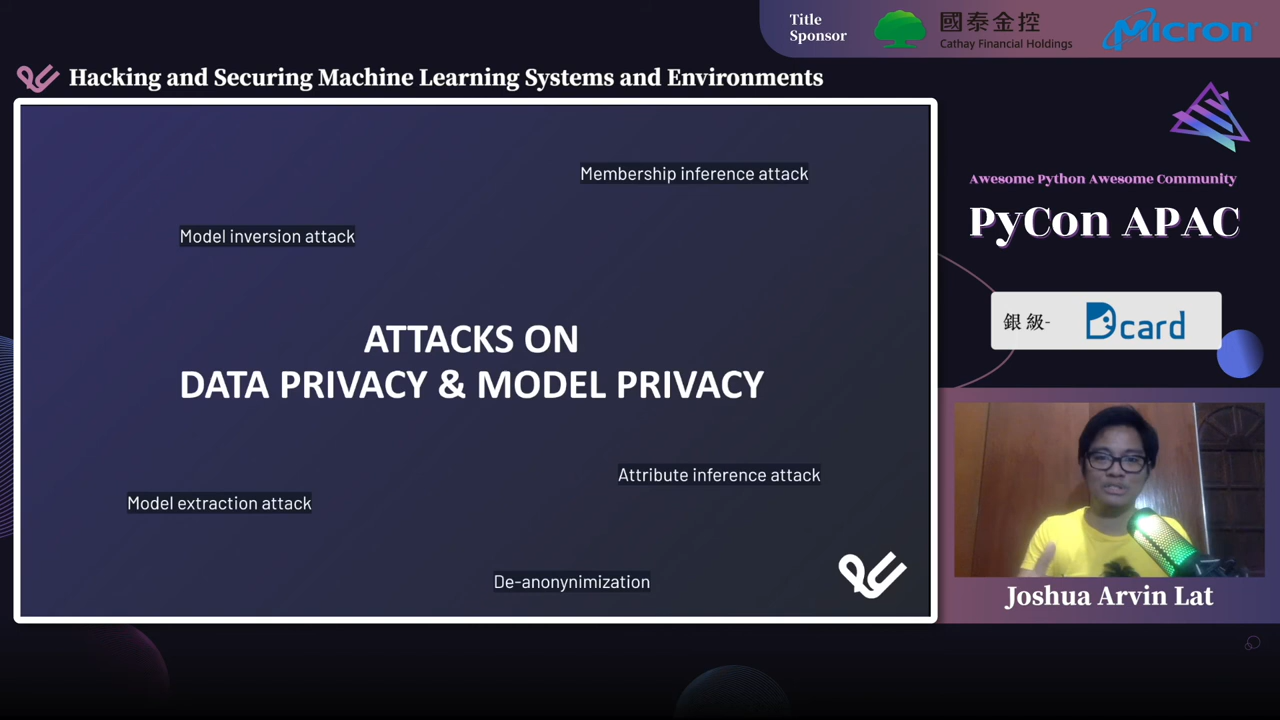 Title
Sponsor
國泰金控
Cathay Financial Holdings
Micron
Hacking and Securing Machine Learning Systems and Environments
Membership inference attack
Model inversion attack
ATTACKS ON
DATA PRIVACY & MODEL PRIVACY
Attribute inference attack
Model extraction attack
De-anonynimization
Awesome Python Awesome Community
PyCon APAC
銀級-
Dcard
Joshua Arvin Lat